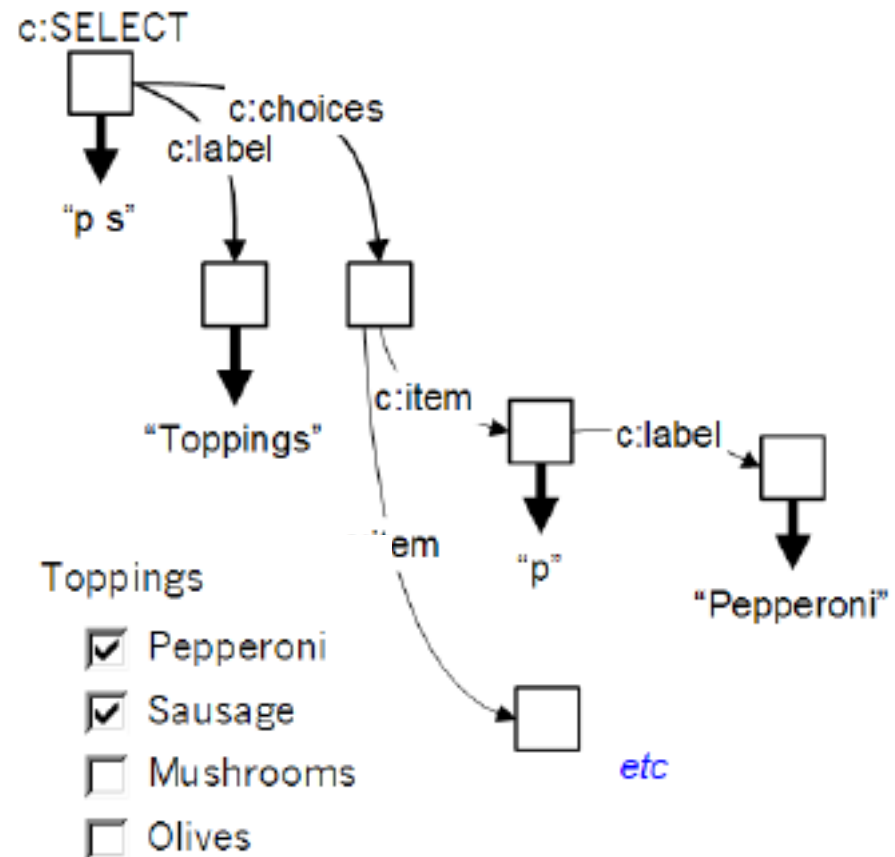 c:SELECT
c:choices
c:label
“p s”
c:item
“Toppings”
c:label
“p”
“Pepperoni”
Toppings
Pepperoni
Sausage
Mushrooms
etc
Olives